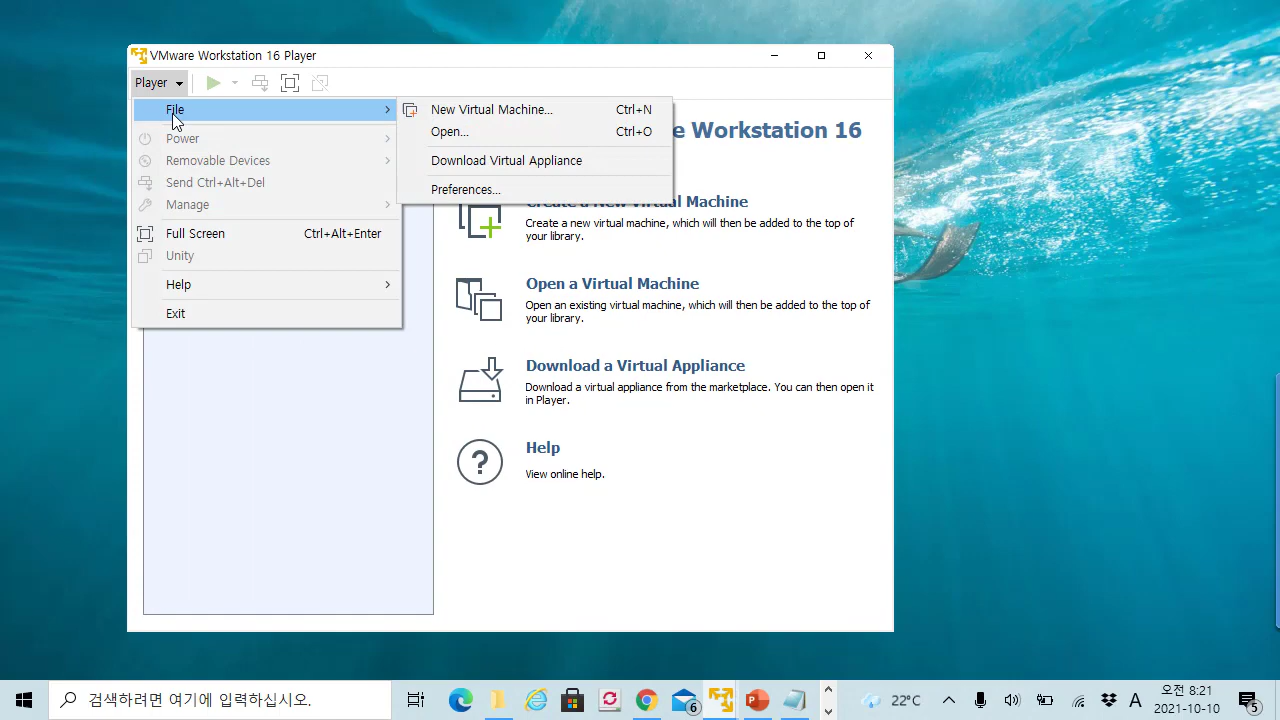 VMware Workstation 16 Player
Player
File
Power
Removable Devices
Send Ctrl+Alt+Del
Manage
Full Screen Ctrl+Alt+Enter
Unity
Help
Exit
New Virtual Machine... Ctrl+N
Open... Ctrl+O
Download Virtual Appliance
Preferences...
e Workstation 16
Create a New Virtual Machine
Create a new virtual machine, which will then be added to the top of
your library.
Open a Virtual Machine
Open an existing virtual machine, which will then be added to the top of
your library.
Download a Virtual Appliance
Download a virtual appliance from the marketplace. You can then open it
in Player.
Help
View online help.
검색하려면 여기에 입력하십시오.
6
22℃
A
오전 8:21
2021-10-10
5